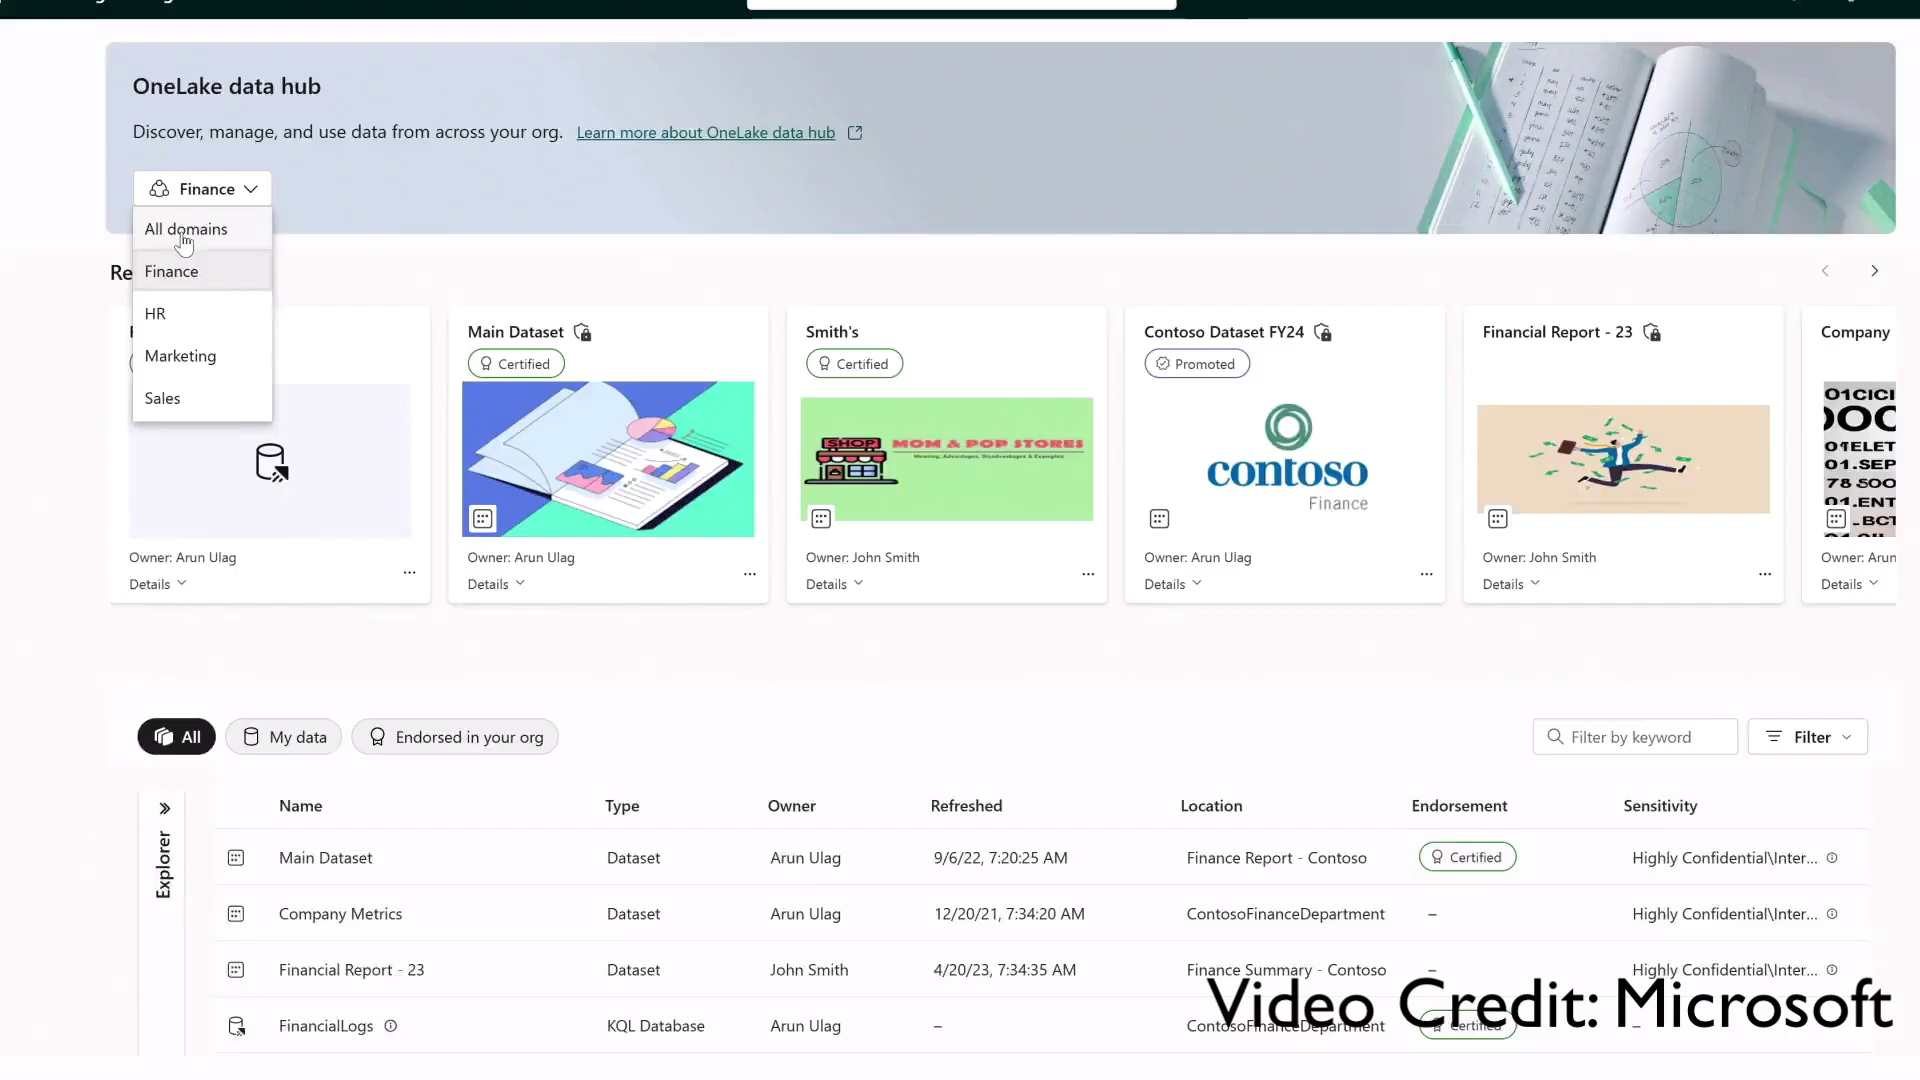 OneLake data hub
Discover, manage, and use data from across your org. Learn more about OneLake data hub
Finance
All domains
Finance
HR
Marketing
Sales
Re
Main Dataset
Certified
Smith's
Certified
Contoso Dataset FY24
Promoted
Financial Report - 23
Company
SHOP
MOM & POP STORES
Meaning, Advantages, Disadvantages & Examples
contoso
Finance
Owner: Arun Ulag
Details
Owner: Arun Ulag
Details
Owner: John Smith
Details
Owner: Arun Ulag
Details
Owner: John Smith
Details
Owner: Arun
Details
All
My data
Endorsed in your org
Filter by keyword
Filter
Explorer
Name Type Owner Refreshed Location Endorsement Sensitivity
Main Dataset Dataset Arun Ulag 9/6/22, 7:20:25 AM Finance Report - Contoso Certified Highly Confidential\Inter...
Company Metrics Dataset Arun Ulag 12/20/21, 7:34:20 AM ContosoFinanceDepartment – Highly Confidential\Inter...
Financial Report - 23 Dataset John Smith 4/20/23, 7:34:35 AM Finance Summary - Contoso – Highly Confidential\Inter...
FinancialLogs KQL Database Arun Ulag – ContosoFinanceDepartment Certified –
Video Credit: Microsoft